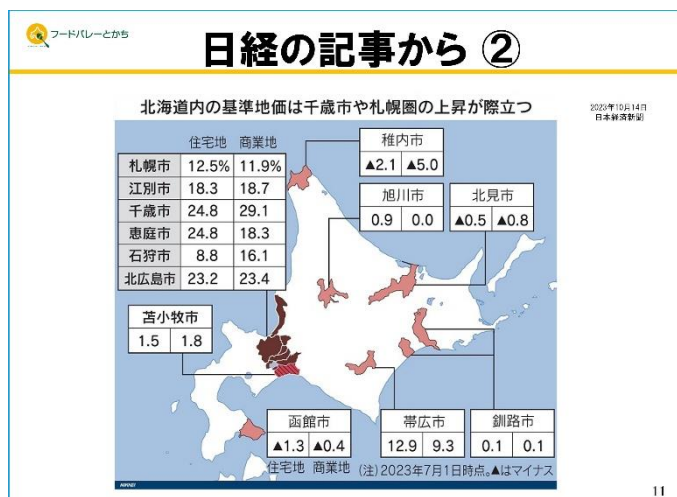 フードバレーとかち
日経の記事から ②
北海道内の基準地価は千歳市や札幌圏の上昇が際立つ
2023年10月14日
日本経済新聞
住宅地 商業地
札幌市 12.5% 11.9%
江別市 18.3 18.7
千歳市 24.8 29.1
恵庭市 24.8 18.3
石狩市 8.8 16.1
北広島市 23.2 23.4
稚内市
▲2.1 ▲5.0
旭川市
0.9 0.0
北見市
▲0.5 ▲0.8
苫小牧市
1.5 1.8
函館市
▲1.3 ▲0.4
住宅地 商業地
帯広市
12.9 9.3
釧路市
0.1 0.1
(注)2023年7月1日時点。▲はマイナス
NIKKEI
11